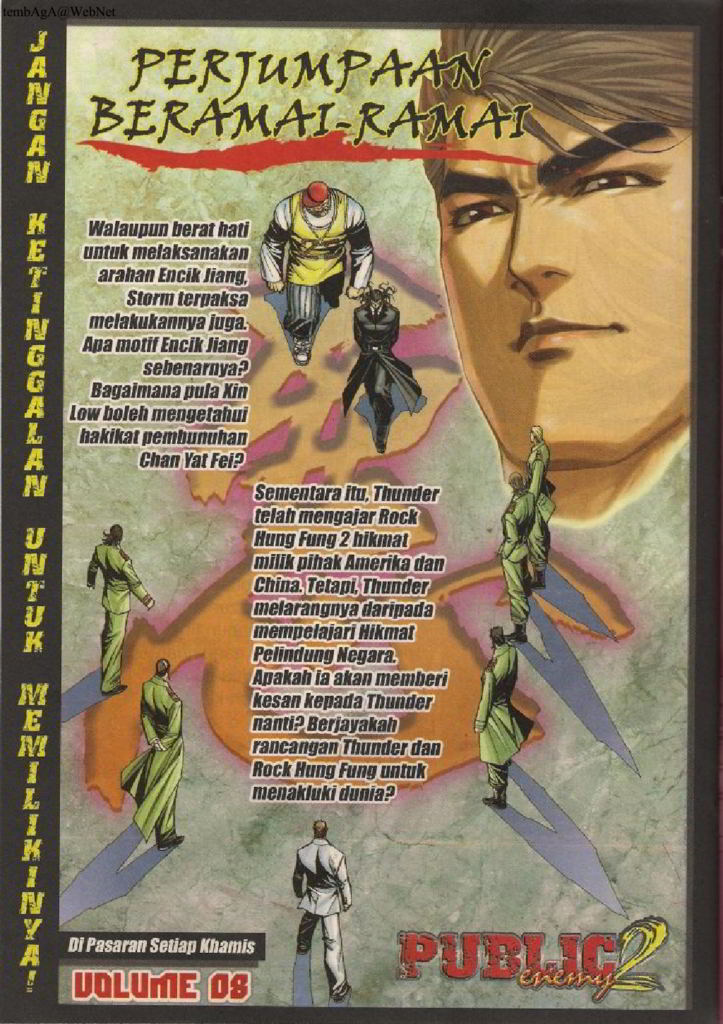 tembAgA@WebNet
JANGAN KETINGGALAN UNTUK MEMILIKINYA!
PERJUMPAAN
BERAMAI-RAMAI
Walaupun berat hati
untuk melaksanakan
arahan Encik Jiang,
Storm terpaksa
melakukannya juga.
Apa motif Encik Jiang
sebenarnya?
Bagaimana pula Xin
Low boleh mengetahui
hakikat pembunuhan
Chan Yat Fei?
Sementara itu, Thunder
telah mengajar Rock
Hung Fung 2 hikmat
milik pihak Amerika dan
China. Tetapi, Thunder
melarangnya daripada
mempelajari Hikmat
Pelindung Negara.
Apakah ia akan memberi
kesan kepada Thunder
nanti? Berjayakah
rancangan Thunder dan
Rock Hung Fung untuk
menakluki dunia?
Di Pasaran Setiap Khamis
VOLUME 08
PUBLIC
enemy 2